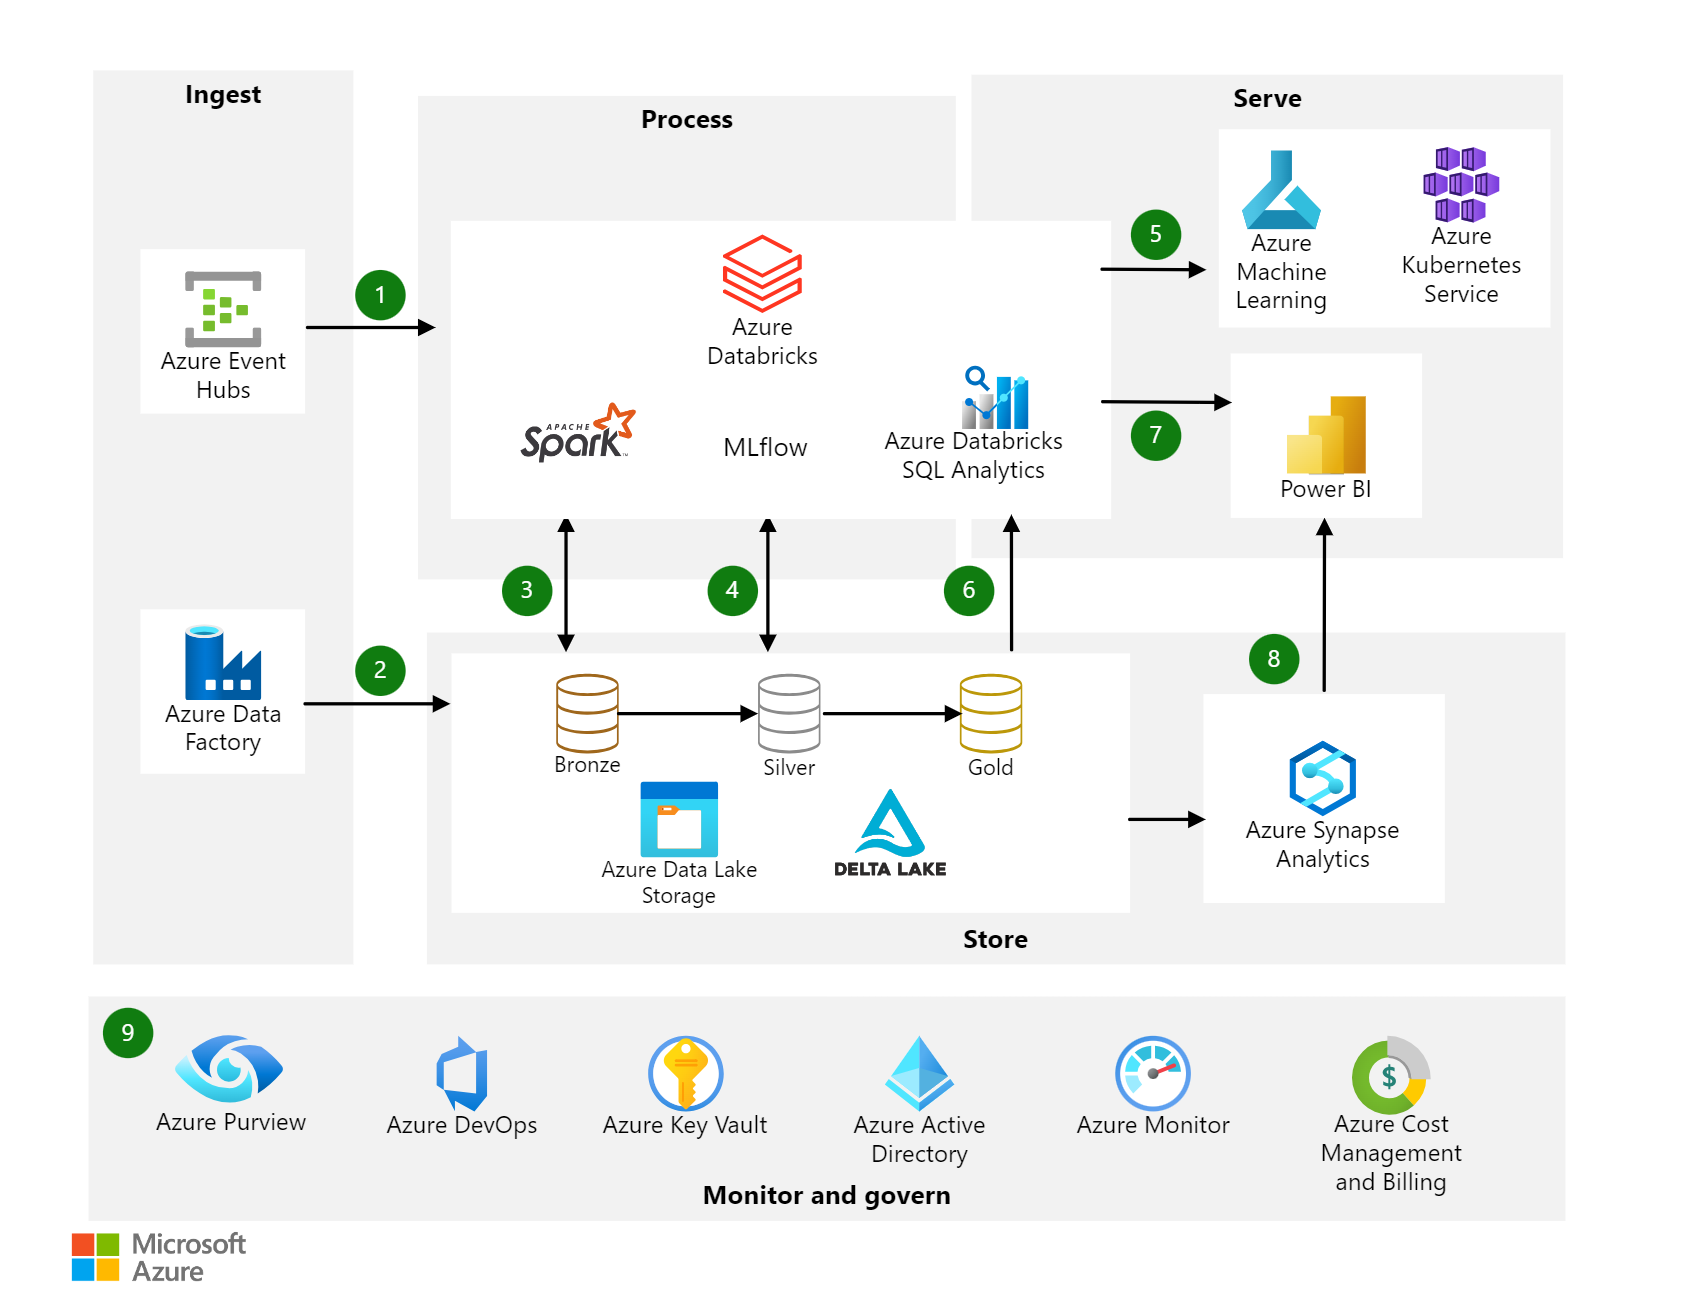 Ingest
Process
Serve
1
Azure Event
Hubs
Azure
Databricks
APACHE
Spark
TM
MLflow
Azure Databricks
SQL Analytics
5
Azure
Machine
Learning
Azure
Kubernetes
Service
7
Power BI
3
4
6
2
Azure Data
Factory
8
Bronze
Silver
Gold
Azure Data Lake
Storage
DELTA LAKE
Azure Synapse
Analytics
Store
9
Azure Purview
Azure DevOps
Azure Key Vault
Azure Active
Directory
Azure Monitor
$
Azure Cost
Management
and Billing
Monitor and govern
Microsoft
Azure